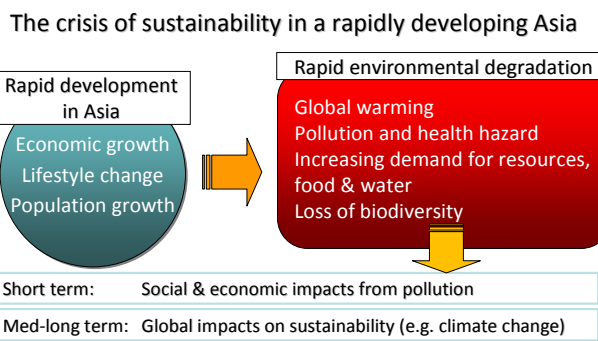 The crisis of sustainability in a rapidly developing Asia
Rapid development
in Asia
Economic growth
Lifestyle change
Population growth
Rapid environmental degradation
Global warming
Pollution and health hazard
Increasing demand for resources,
food & water
Loss of biodiversity
Short term: Social & economic impacts from pollution
Med-long term: Global impacts on sustainability (e.g. climate change)